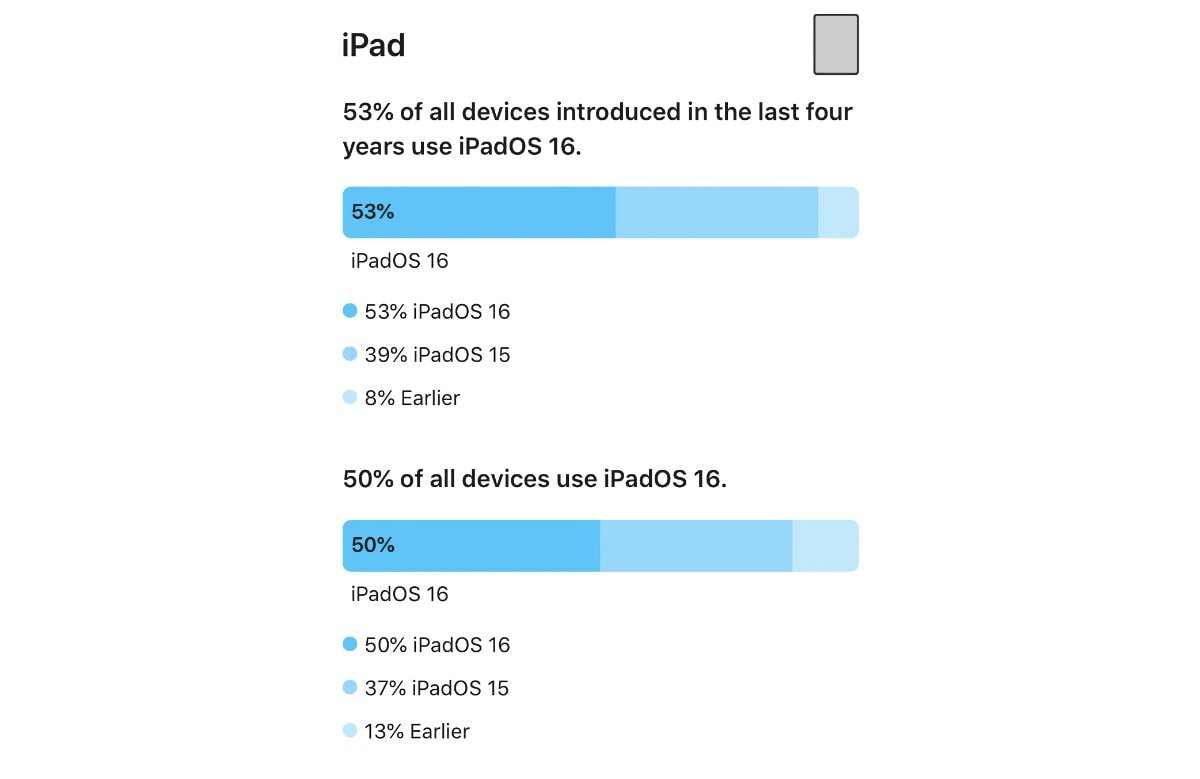 iPad
53% of all devices introduced in the last four
years use iPadOS 16.
53%
iPadOS 16
53% iPadOS 16
39% iPadOS 15
8% Earlier
50% of all devices use iPadOS 16.
50%
iPadOS 16
50% iPadOS 16
37% iPadOS 15
13% Earlier